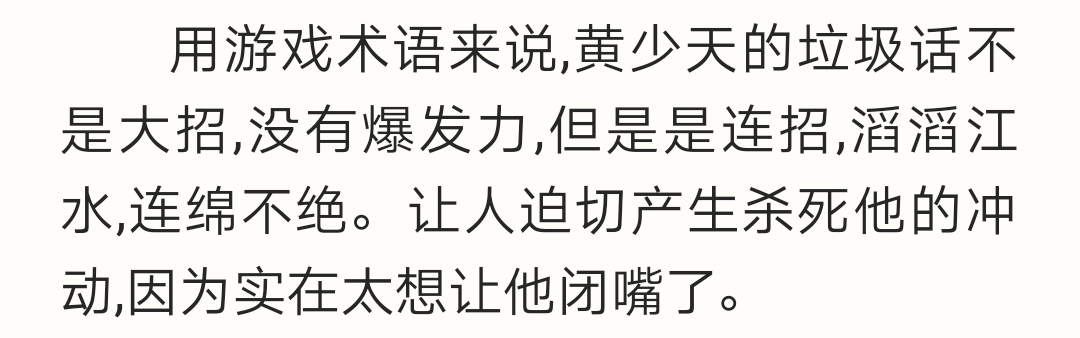 用游戏术语来说,黄少天的垃圾话不
是大招,没有爆发力,但是是连招,滔滔江
水,连绵不绝。让人迫切产生杀死他的冲
动,因为实在太想让他闭嘴了。